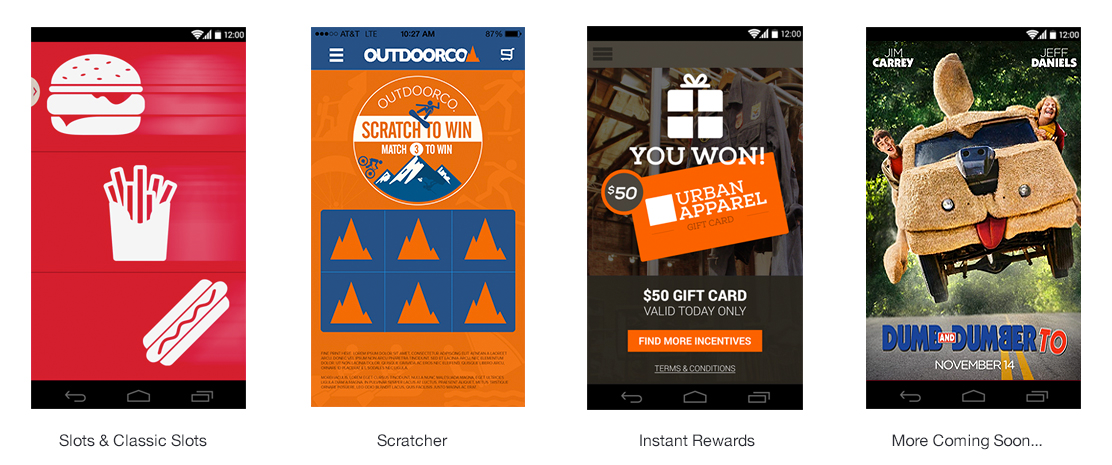 12:00
Slots & Classic Slots
AT&T LTE 10:27 AM 87%
OUTDOORCO
OUTDOORCO
SCRATCH TO WIN
MATCH 3 TO WIN
Scratcher
12:00
YOU WON!
$50
URBAN
APPAREL
GIFT CARD
$50 GIFT CARD
VALID TODAY ONLY
FIND MORE INCENTIVES
TERMS & CONDITIONS
Instant Rewards
12:00
JIM
CARREY
JEFF
DANIELS
DUMB AND DUMBER TO
NOVEMBER 14
More Coming Soon...